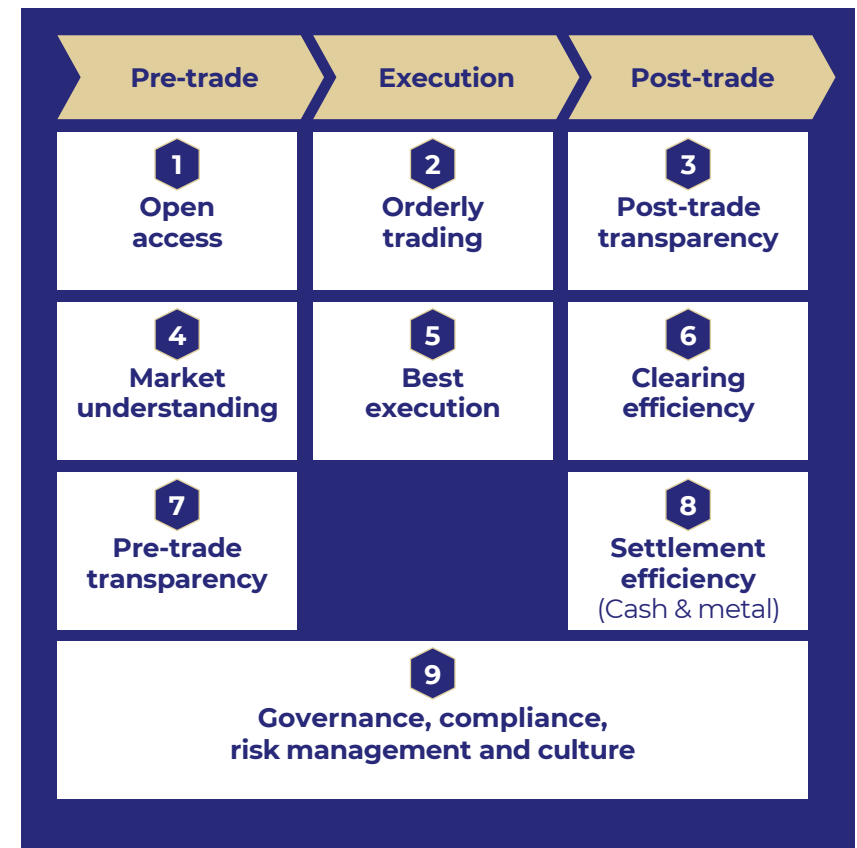 Pre-trade
Execution
Post-trade
1
Open
access
2
Orderly
trading
3
Post-trade
transparency
4
Market
understanding
5
Best
execution
6
Clearing
efficiency
7
Pre-trade
transparency
8
Settlement
efficiency
(Cash & metal)
9
Governance, compliance,
risk management and culture